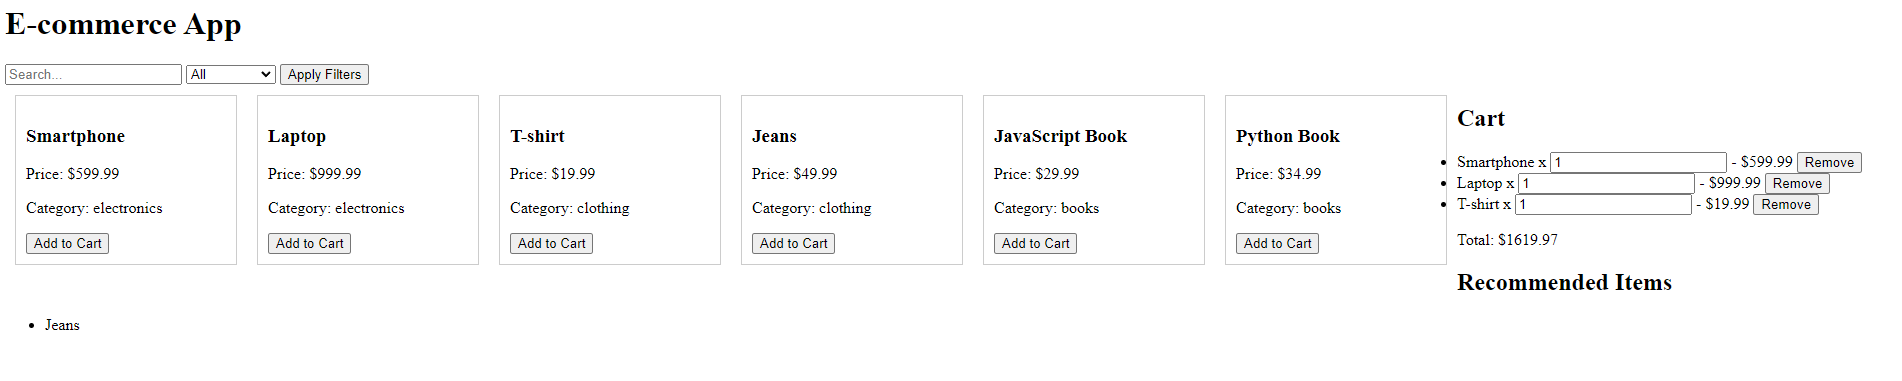 E-commerce App
Search... All Apply Filters
Smartphone
Price: $599.99
Category: electronics
Add to Cart
Laptop
Price: $999.99
Category: electronics
Add to Cart
T-shirt
Price: $19.99
Category: clothing
Add to Cart
Jeans
Price: $49.99
Category: clothing
Add to Cart
JavaScript Book
Price: $29.99
Category: books
Add to Cart
Python Book
Price: $34.99
Category: books
Add to Cart
Cart
• Smartphone x 1 - $599.99 Remove
• Laptop x 1 - $999.99 Remove
• T-shirt x 1 - $19.99 Remove
Total: $1619.97
Recommended Items
• Jeans